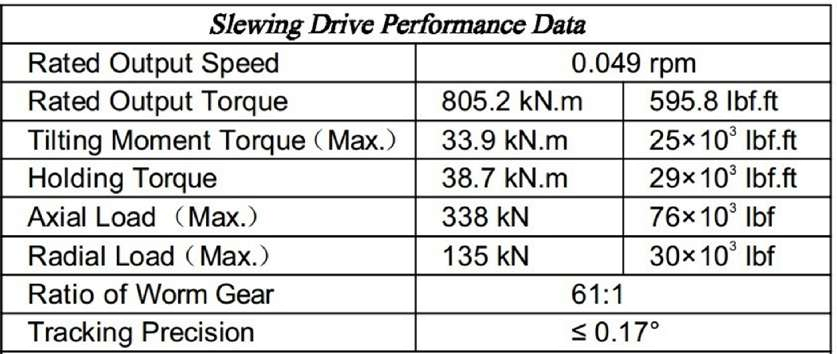 Slewing Drive Performance Data
Rated Output Speed 0.049 rpm
Rated Output Torque 805.2 kN.m 595.8 lbf.ft
Tilting Moment Torque（Max.） 33.9 kN.m 25×10³ lbf.ft
Holding Torque 38.7 kN.m 29×10³ lbf.ft
Axial Load （Max.） 338 kN 76×10³ lbf
Radial Load（Max.） 135 kN 30×10³ lbf
Ratio of Worm Gear 61:1
Tracking Precision ≤ 0.17°